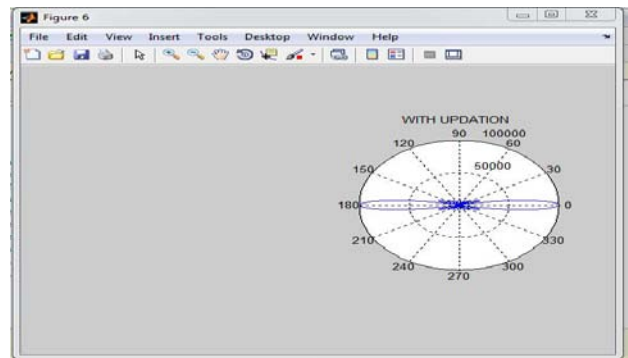 Figure 6
File Edit View Insert Tools Desktop Window Help
WITH UPDATION
90 100000
120 60
50000
150 30
180 0
210 330
240 300
270